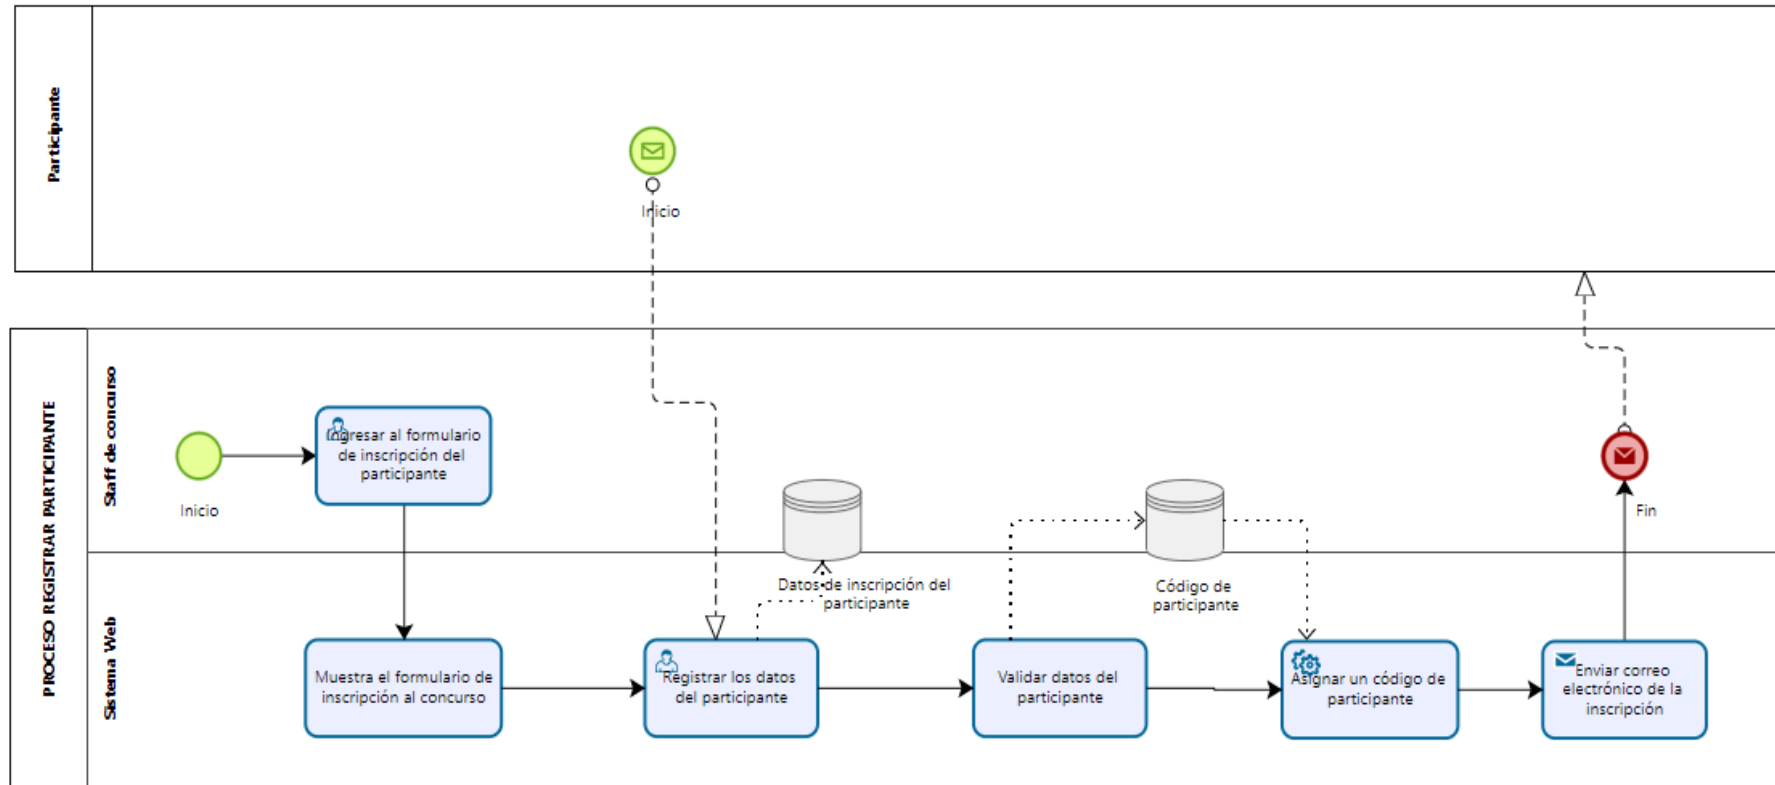 Participante
Inicio
PROCESO REGISTRAR PARTICIPANTE
Staff de concurso
Inicio
Ingresar al formulario
de inscripción del
participante
Fin
Sistema Web
Datos de inscripción del
participante
Código de
participante
Muestra el formulario de
inscripción al concurso
Registrar los datos
del participante
Validar datos del
participante
Asignar un código de
participante
Enviar correo
electrónico de la
inscripción